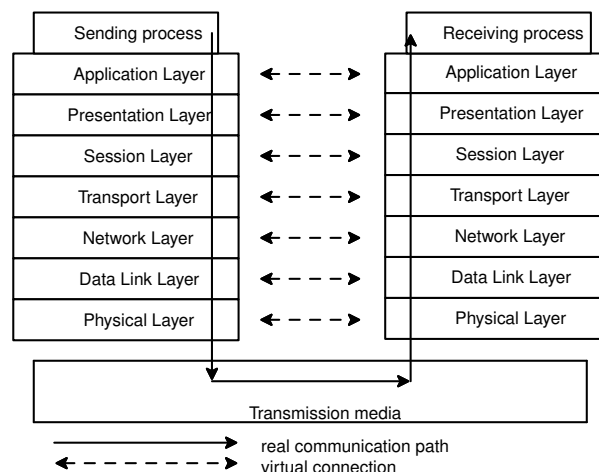 Sending process
Receiving process
Application Layer
Application Layer
Presentation Layer
Presentation Layer
Session Layer
Session Layer
Transport Layer
Transport Layer
Network Layer
Network Layer
Data Link Layer
Data Link Layer
Physical Layer
Physical Layer
Transmission media
real communication path
virtual connection